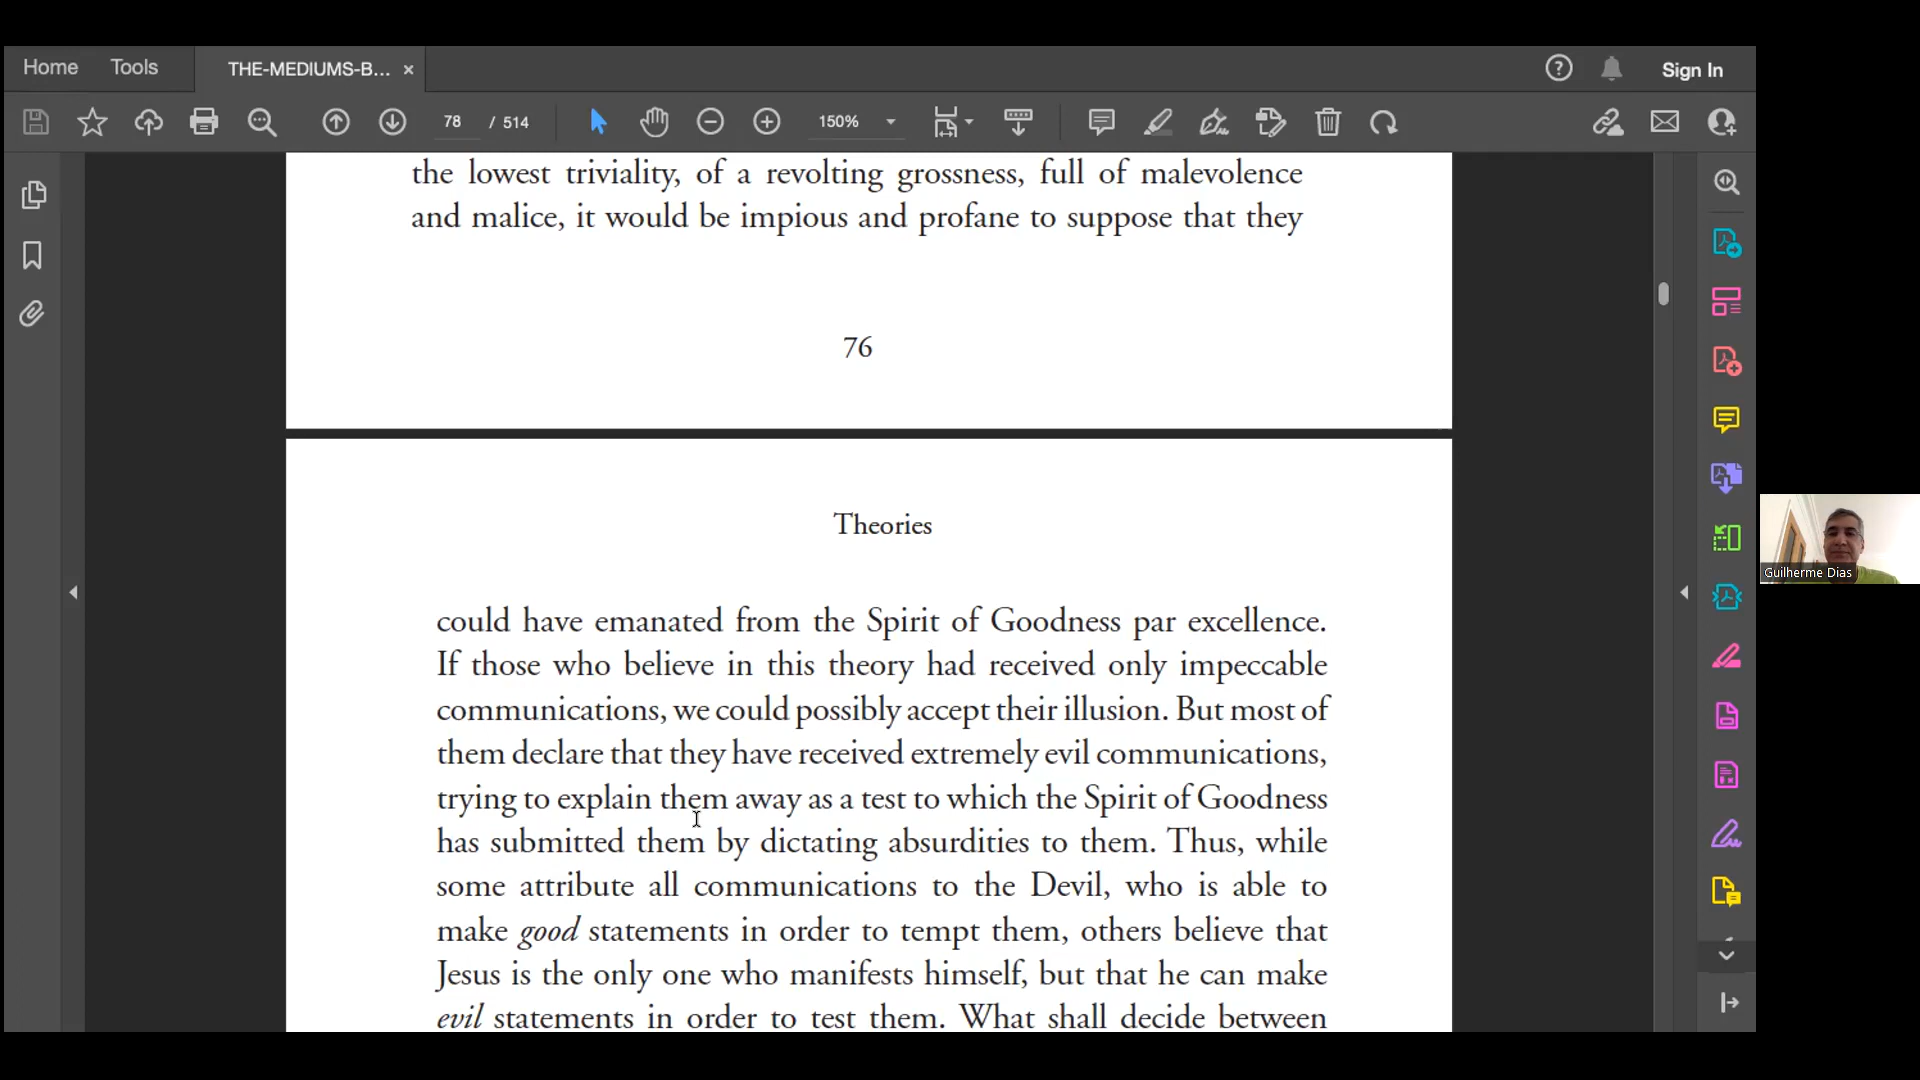 Home
Tools
THE-MEDIUMS-B... ×
Sign In
78 / 514
150%
the lowest triviality, of a revolting grossness, full of malevolence
and malice, it would be impious and profane to suppose that they
76
Theories
could have emanated from the Spirit of Goodness par excellence.
If those who believe in this theory had received only impeccable
communications, we could possibly accept their illusion. But most of
them declare that they have received extremely evil communications,
trying to explain them away as a test to which the Spirit of Goodness
has submitted them by dictating absurdities to them. Thus, while
some attribute all communications to the Devil, who is able to
make good statements in order to tempt them, others believe that
Jesus is the only one who manifests himself, but that he can make
evil statements in order to test them. What shall decide between
Guilherme Dias